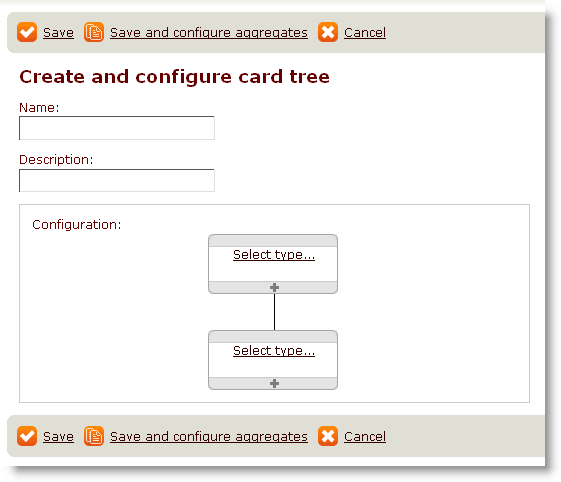 Save Save and configure aggregates Cancel
Create and configure card tree
Name:
Description:
Configuration:
Select type...
Select type...
Save Save and configure aggregates Cancel